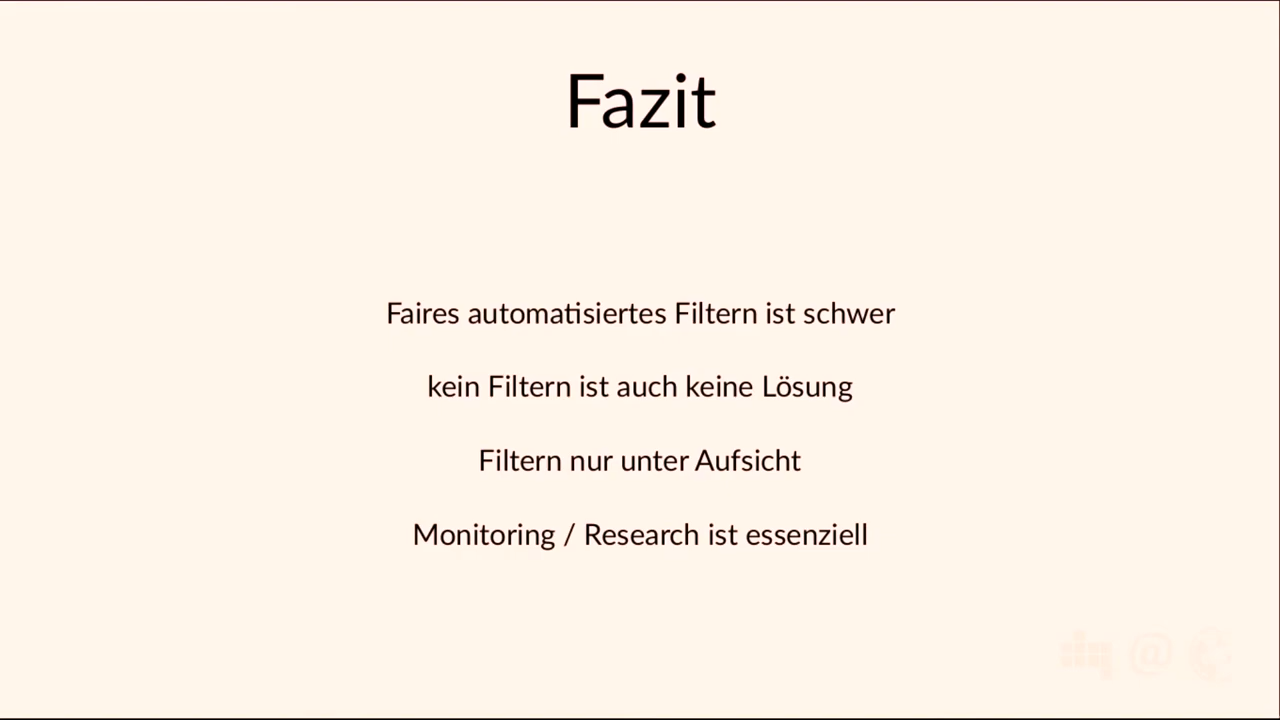 Fazit
Faires automatisiertes Filtern ist schwer
kein Filtern ist auch keine Lösung
Filtern nur unter Aufsicht
Monitoring / Research ist essenziell